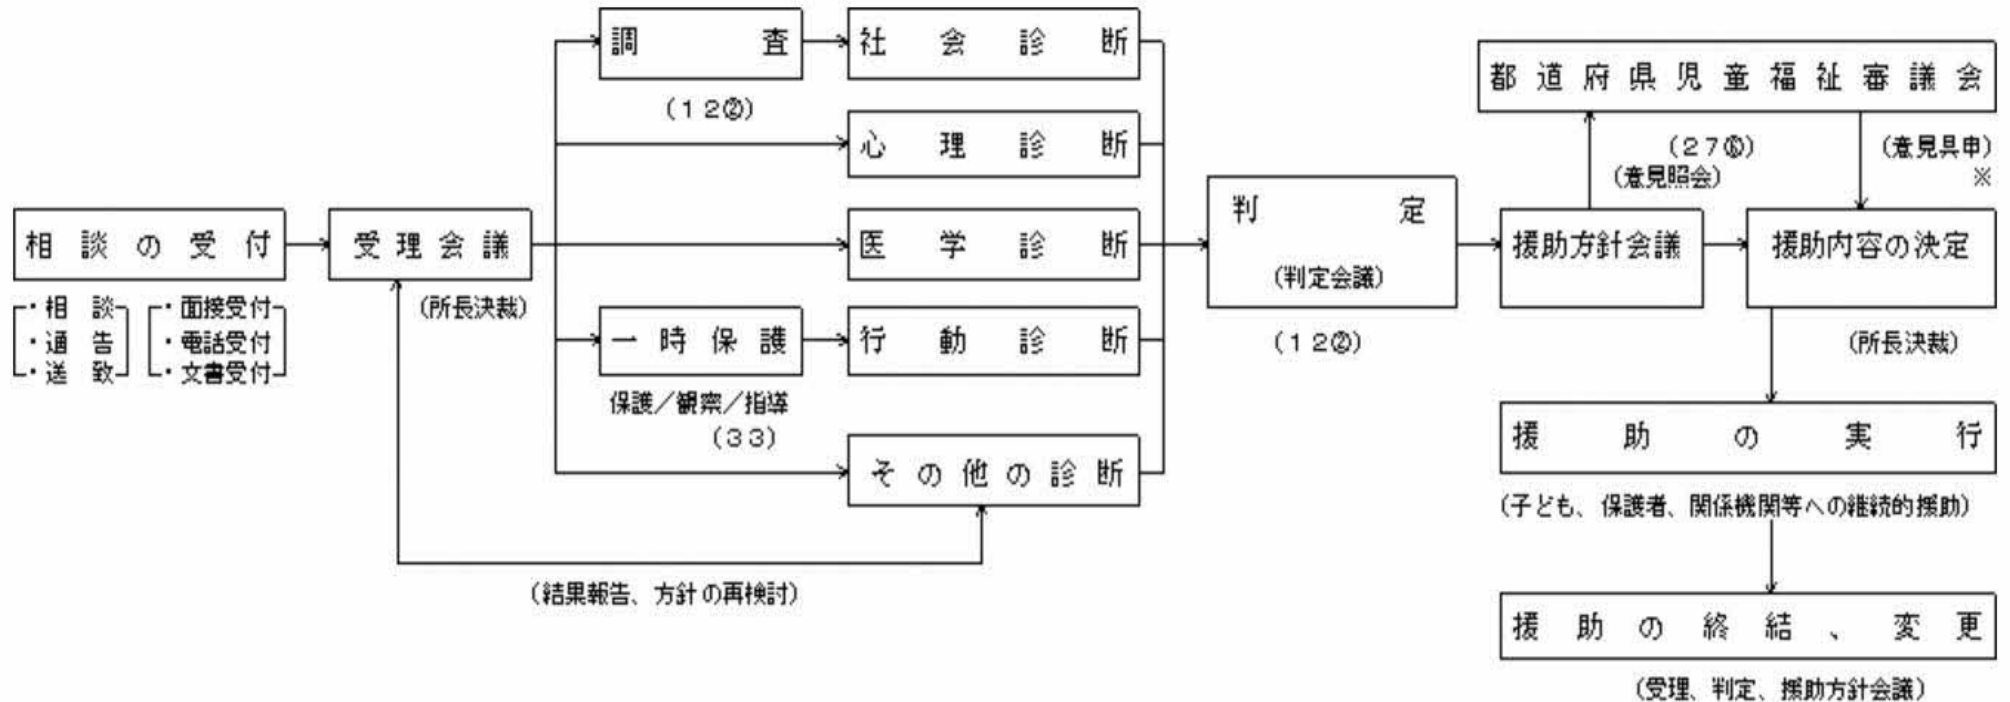 相談の受付
・相談
・通告
・送致
・面接受付
・電話受付
・文書受付
受理会議
(所長決裁)
調査
(12②)
社会診断
心理診断
医学診断
一時保護
保護/観察/指導
(33)
行動診断
その他の診断
(結果報告、方針の再検討)
判定
(判定会議)
(12②)
都道府県児童福祉審議会
(27⑥)
(意見照会)
(意見具申)
※
援助方針会議
援助内容の決定
(所長決裁)
援助の実行
(子ども、保護者、関係機関等への継続的援助)
援助の終結、変更
(受理、判定、援助方針会議)